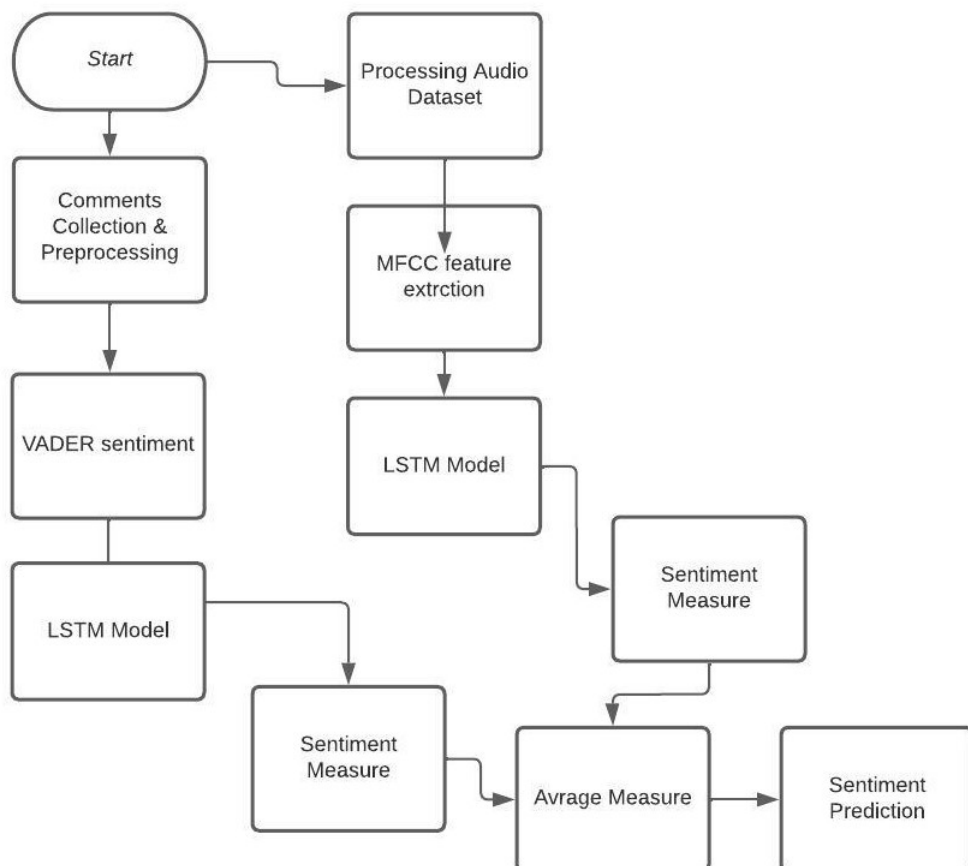 Start
Processing Audio
Dataset
Comments
Collection &
Preprocessing
MFCC feature
extrction
VADER sentiment
LSTM Model
Sentiment
Measure
LSTM Model
Sentiment
Measure
Avrage Measure
Sentiment
Prediction